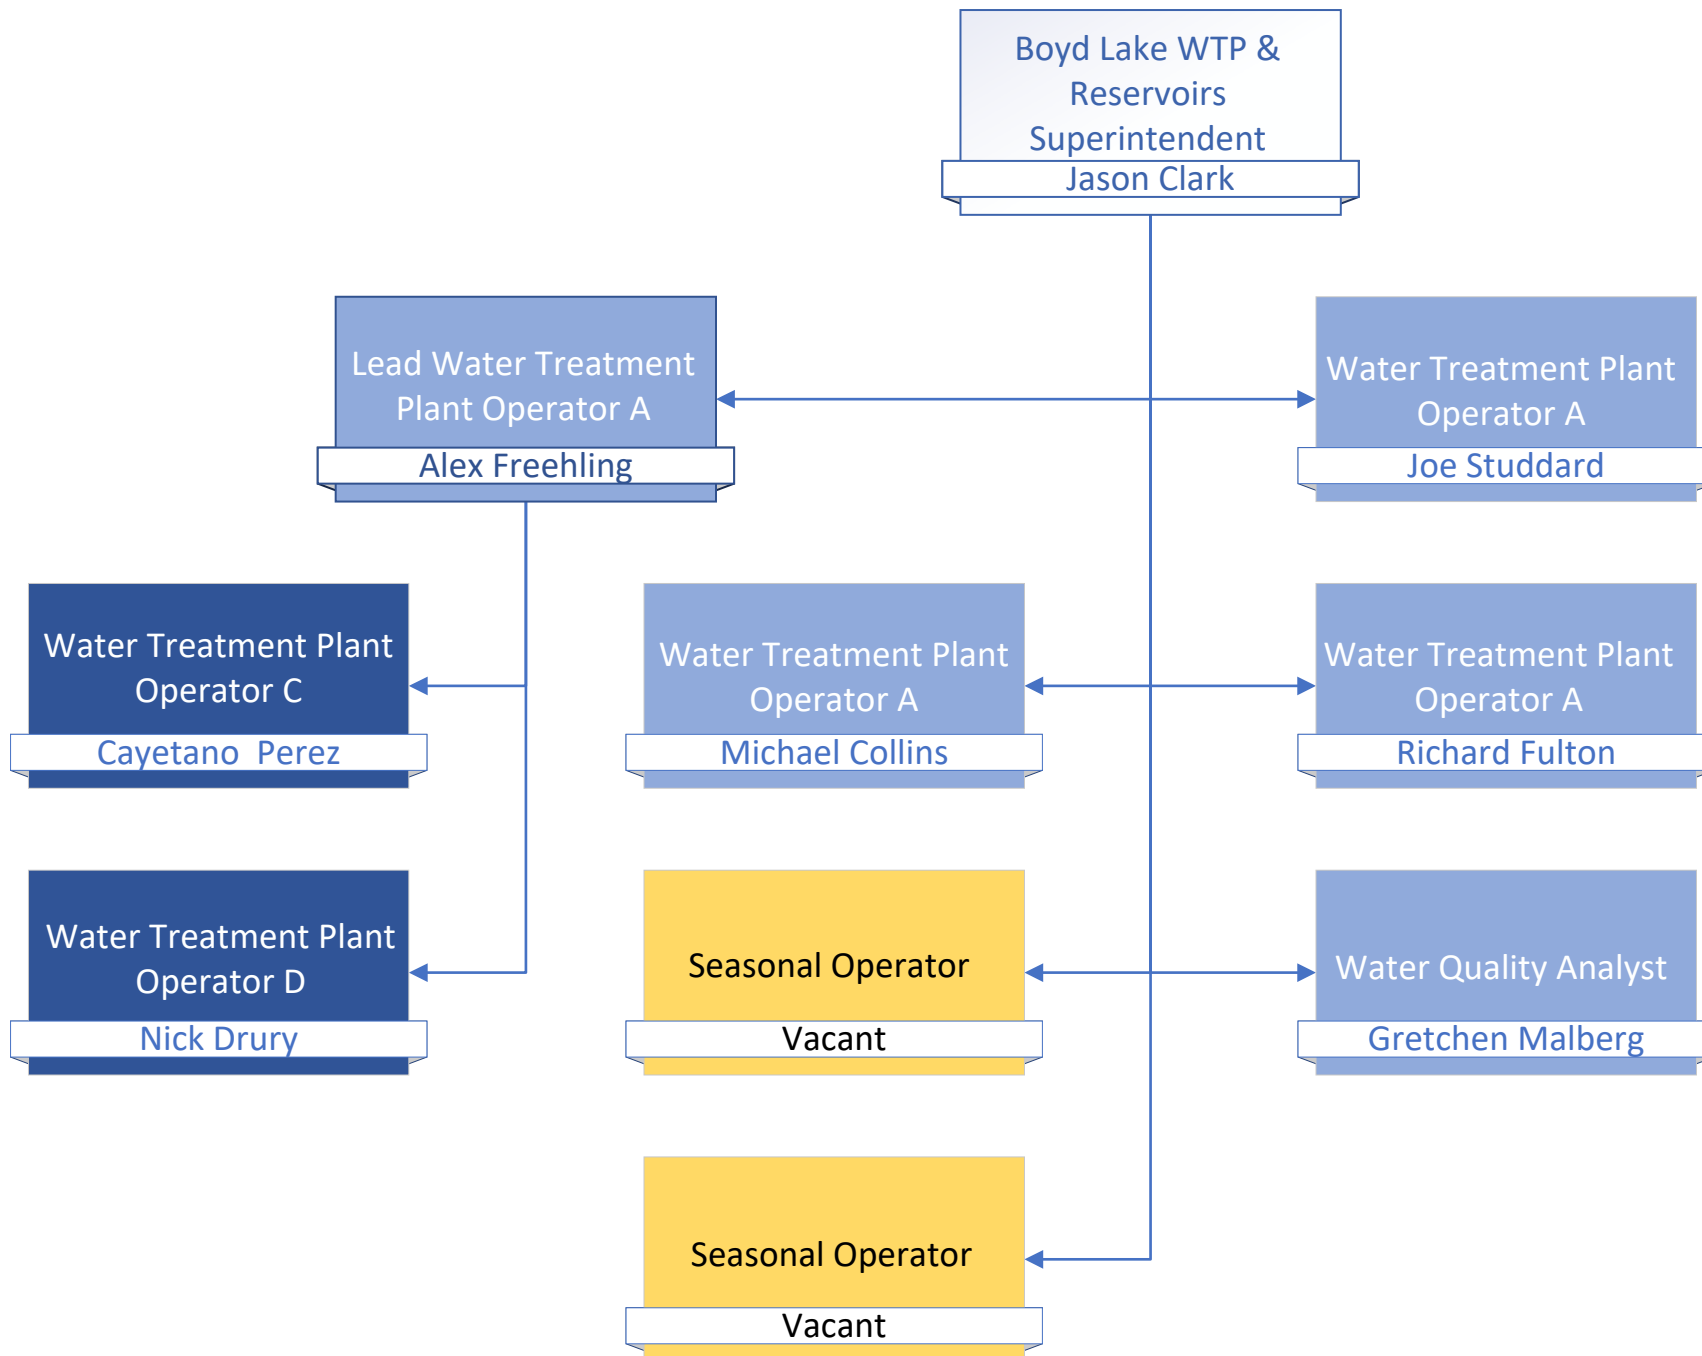 Boyd Lake WTP &
Reservoirs
Superintendent
Jason Clark
Lead Water Treatment
Plant Operator A
Alex Freehling
Water Treatment Plant
Operator A
Joe Studdard
Water Treatment Plant
Operator C
Cayetano  Perez
Water Treatment Plant
Operator A
Michael Collins
Water Treatment Plant
Operator A
Richard Fulton
Water Treatment Plant
Operator D
Nick Drury
Seasonal Operator
Vacant
Water Quality Analyst
Gretchen Malberg
Seasonal Operator
Vacant